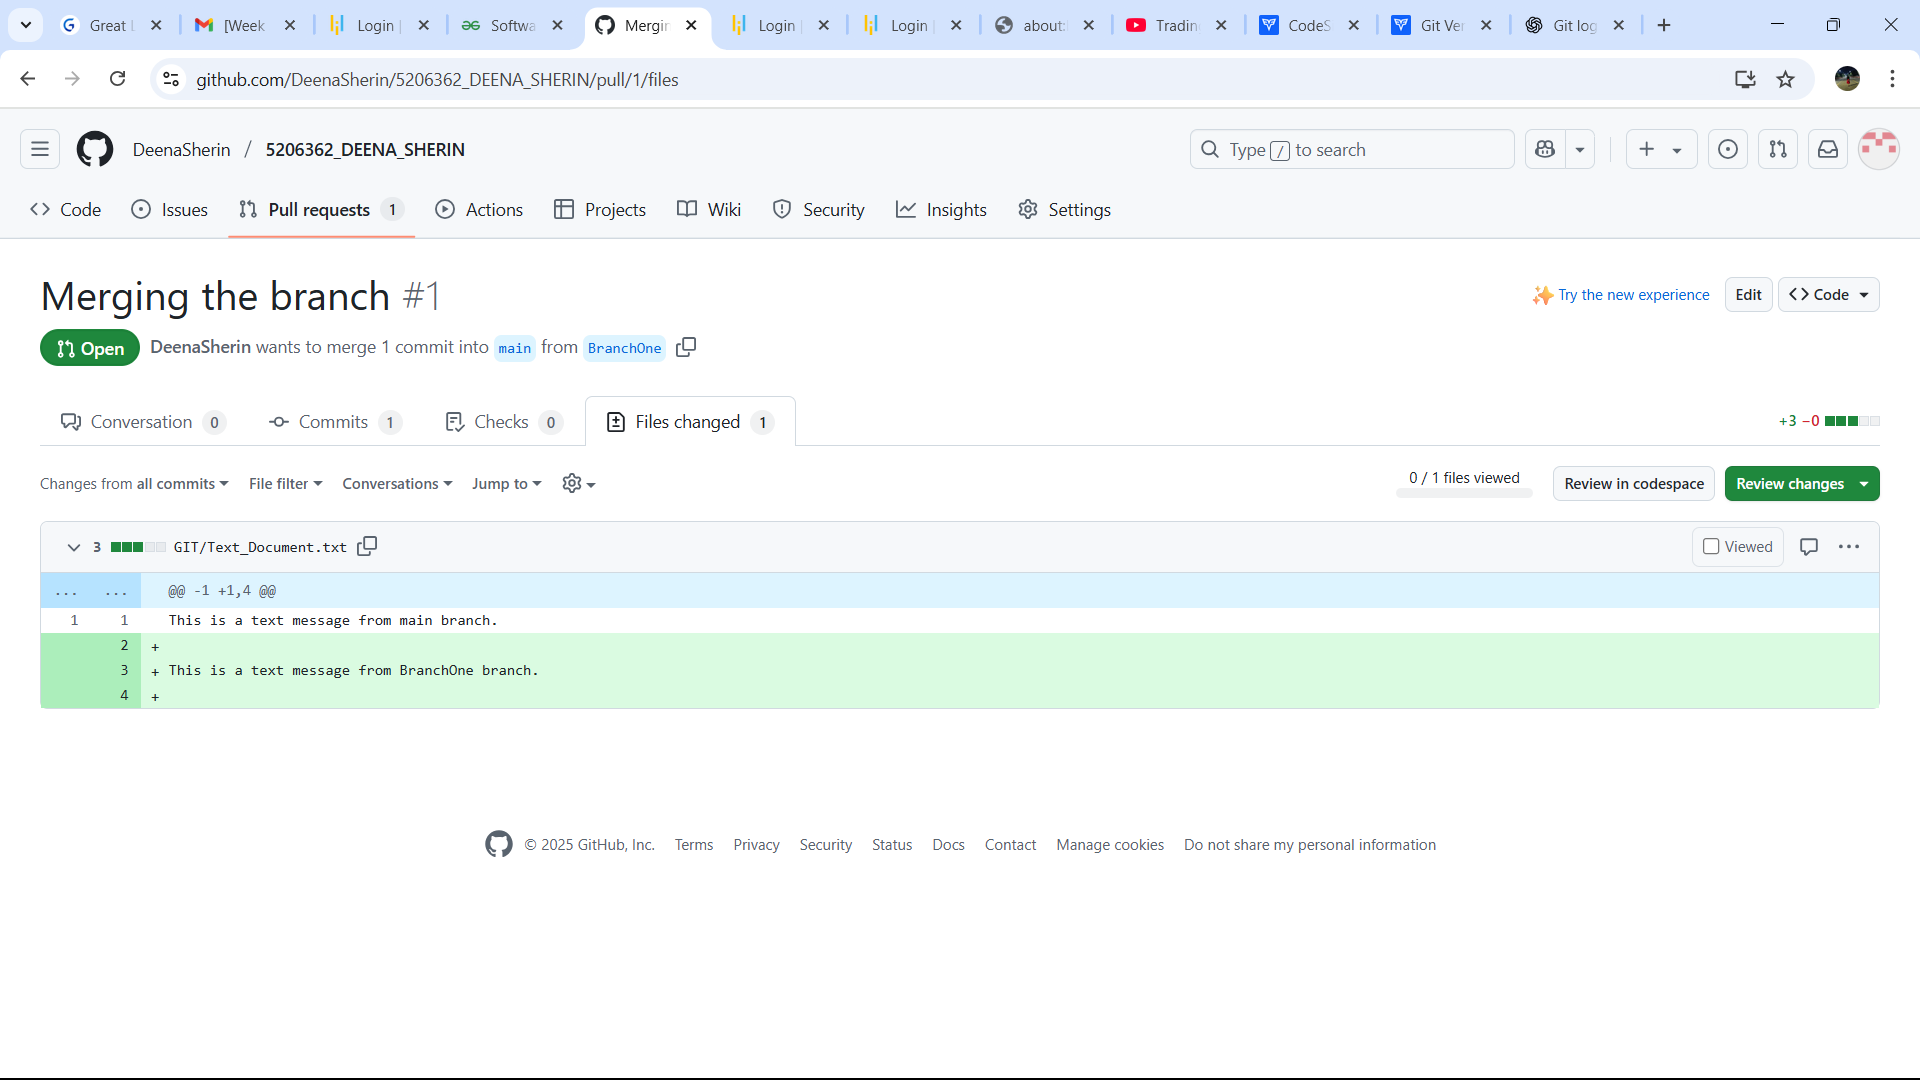 Great L
[Week
Login |
Softwa
Mergin
Login |
Login |
about:
Trading
CodeS
Git Ver
Git log
github.com/DeenaSherin/5206362_DEENA_SHERIN/pull/1/files
DeenaSherin / 5206362_DEENA_SHERIN
Type / to search
Code
Issues
Pull requests 1
Actions
Projects
Wiki
Security
Insights
Settings
Merging the branch #1
Try the new experience
Edit
Code
Open
DeenaSherin wants to merge 1 commit into main from BranchOne
Conversation 0
Commits 1
Checks 0
Files changed 1
+3 −0
Changes from all commits
File filter
Conversations
Jump to
0 / 1 files viewed
Review in codespace
Review changes
3 GIT/Text_Document.txt
Viewed
... ... @@ -1 +1,4 @@
1 1 This is a text message from main branch.
2 +
3 + This is a text message from BranchOne branch.
4 +
© 2025 GitHub, Inc. Terms Privacy Security Status Docs Contact Manage cookies Do not share my personal information